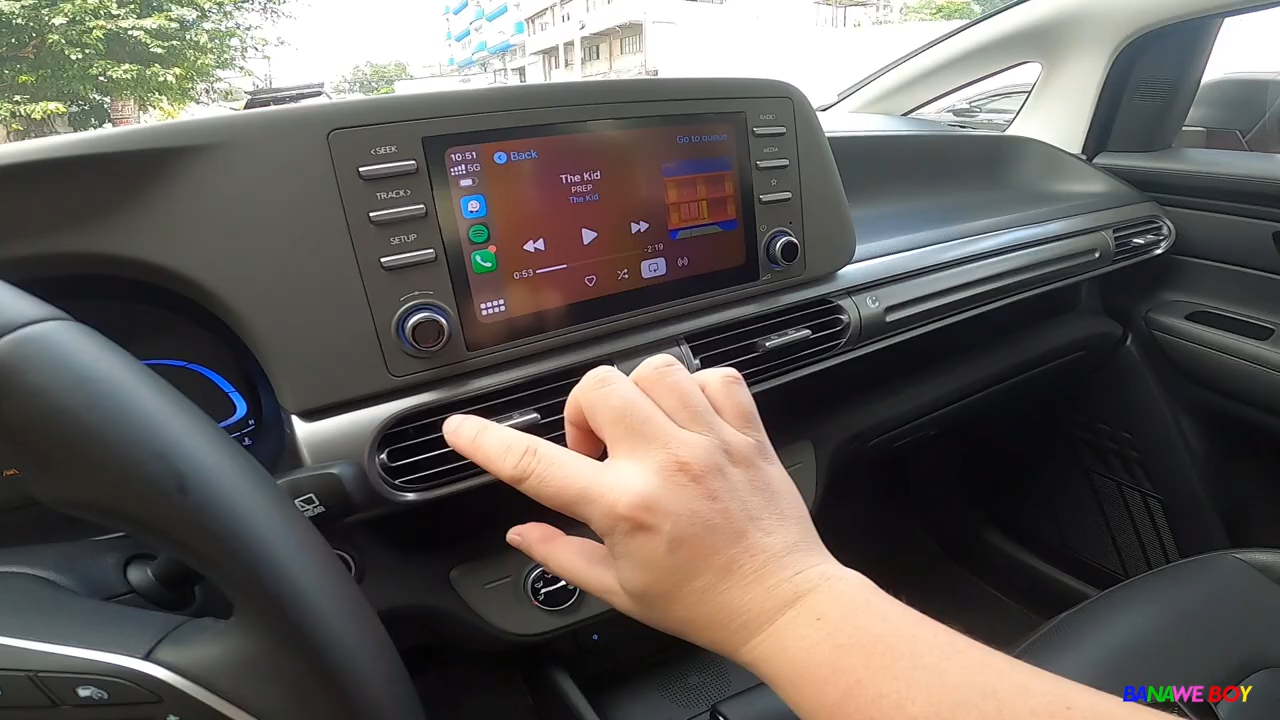 < SEEK
TRACK >
SETUP
10:51
5G
Back
Go to queue
The Kid
PREP
The Kid
0:53
-2:19
RADIO
MEDIA
REAR
BANAWE BOY